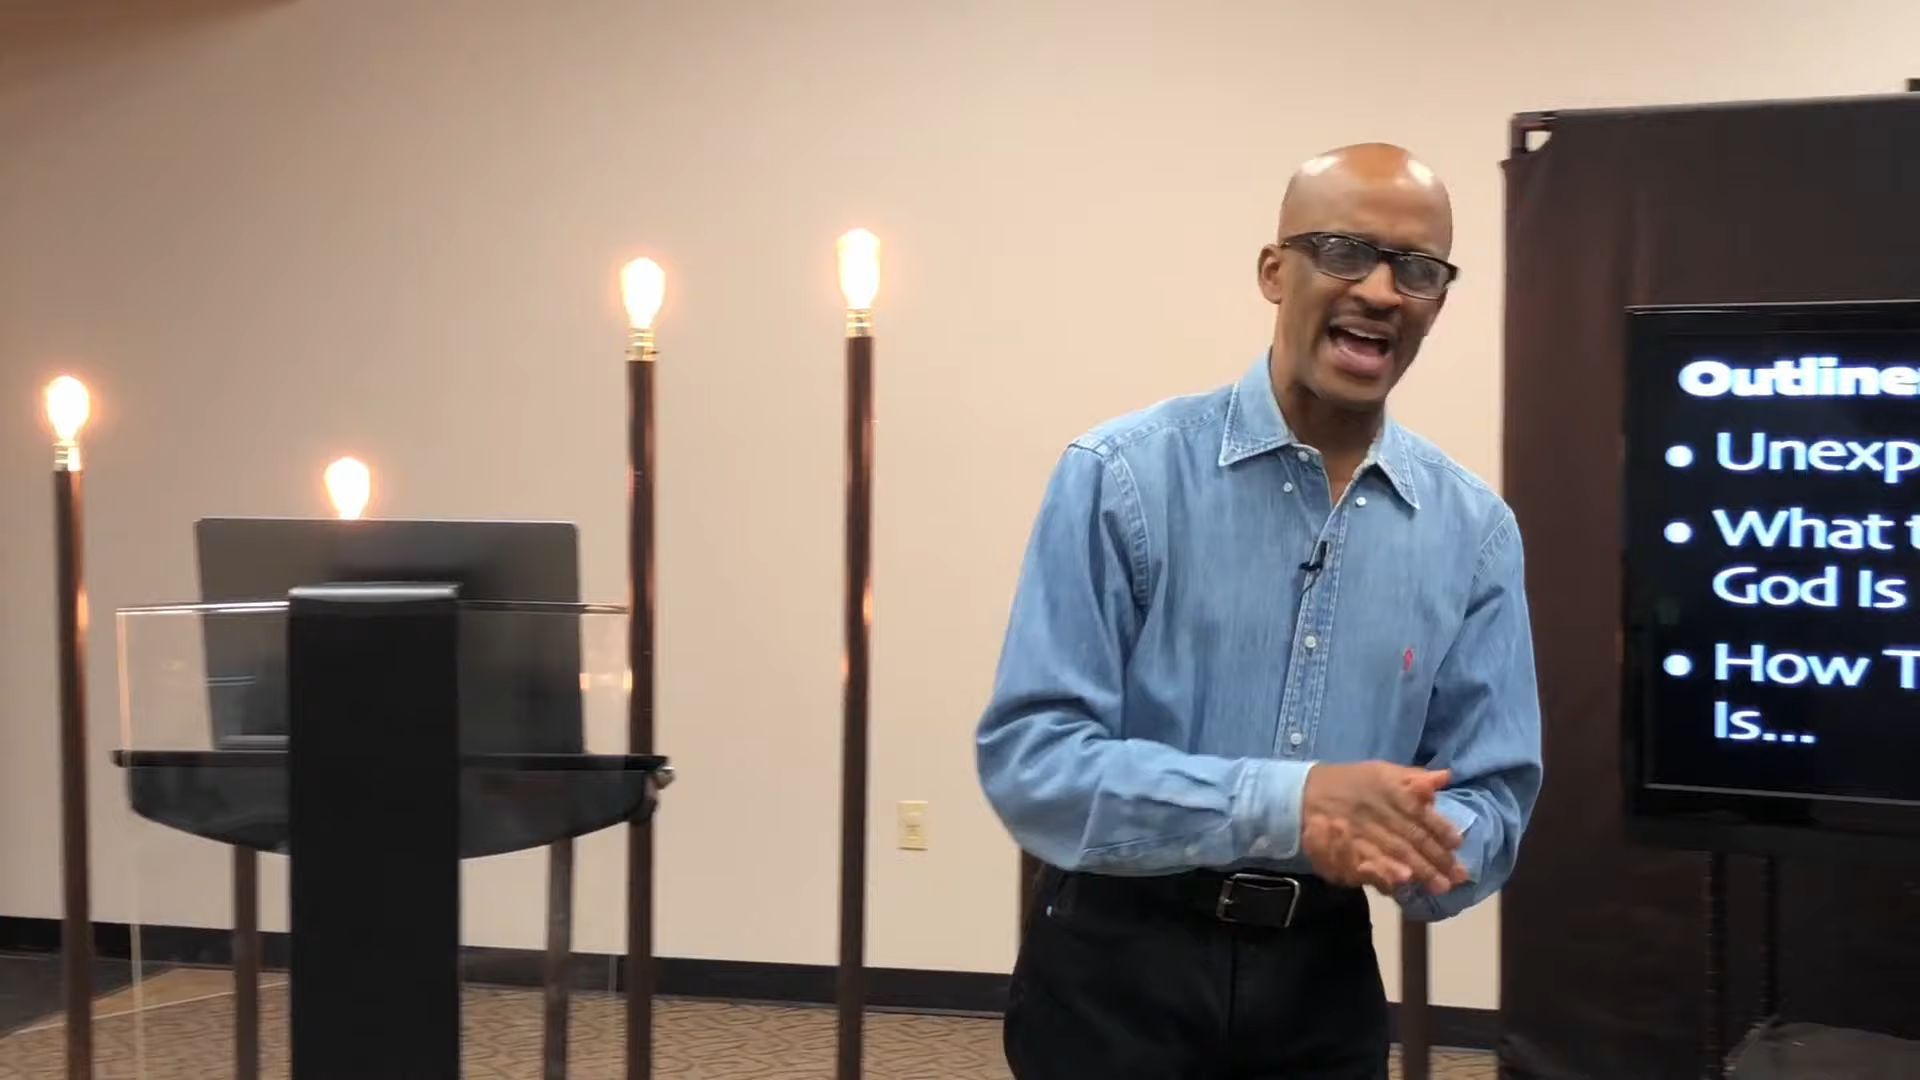 Outline
• Unexp
• What t
God Is
• How T
Is...